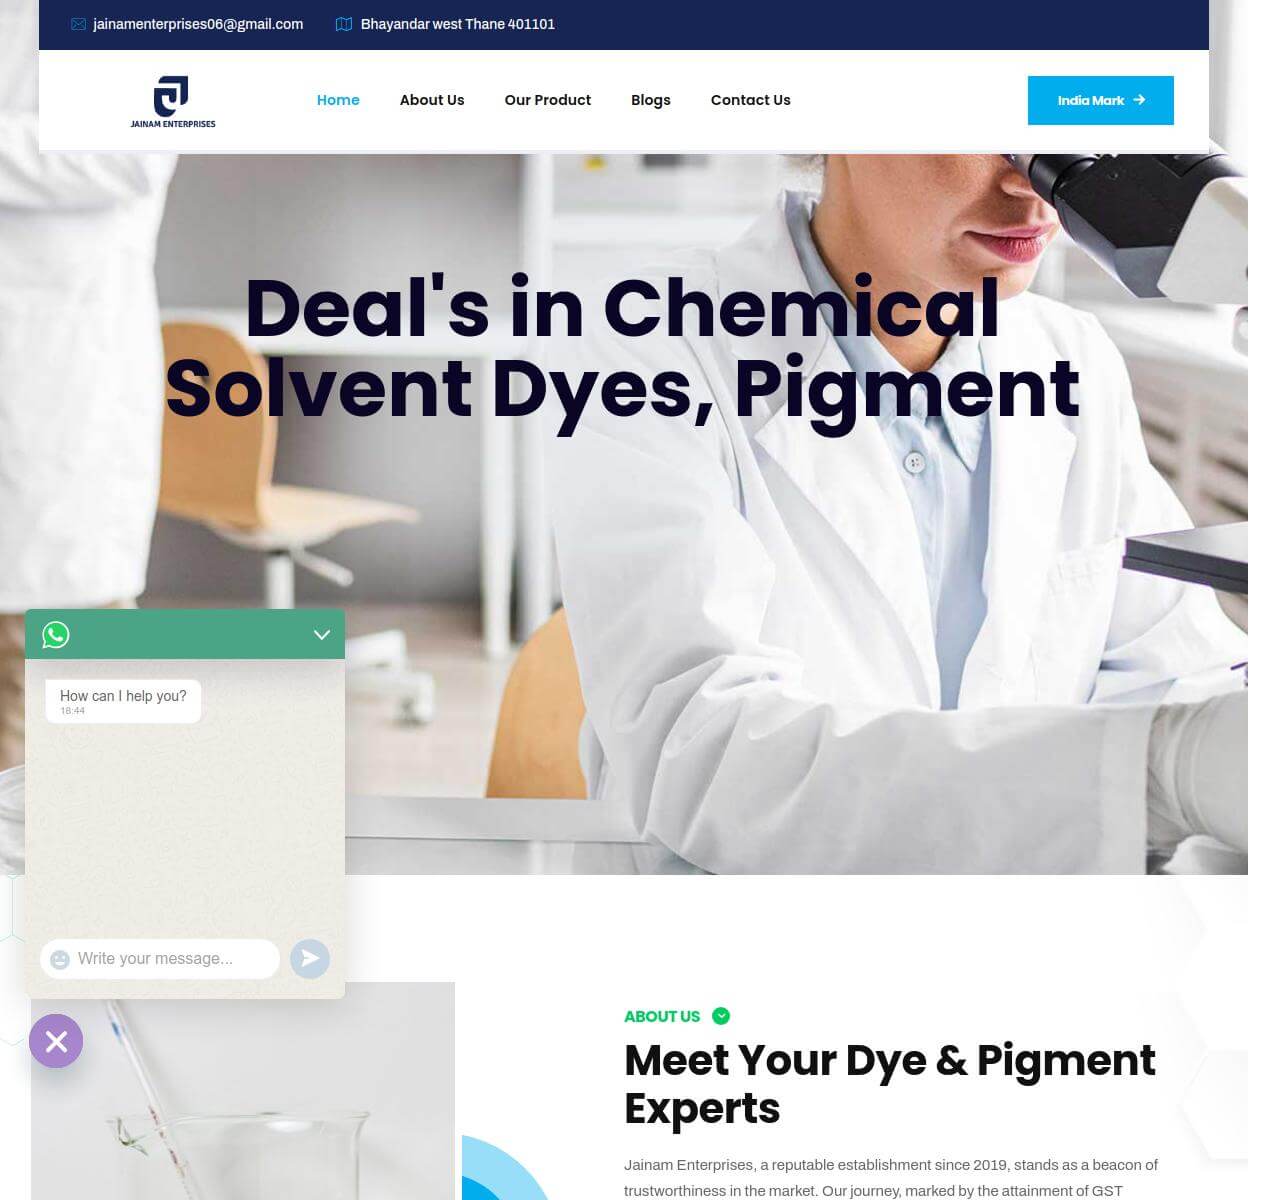 jainamenterprises06@gmail.com
Bhayandar west Thane 401101
JAINAM ENTERPRISES
Home
About Us
Our Product
Blogs
Contact Us
India Mark
Deal's in Chemical
Solvent Dyes, Pigment
How can I help you?
18:44
Write your message...
ABOUT US
Meet Your Dye & Pigment
Experts
Jainam Enterprises, a reputable establishment since 2019, stands as a beacon of
trustworthiness in the market. Our journey, marked by the attainment of GST